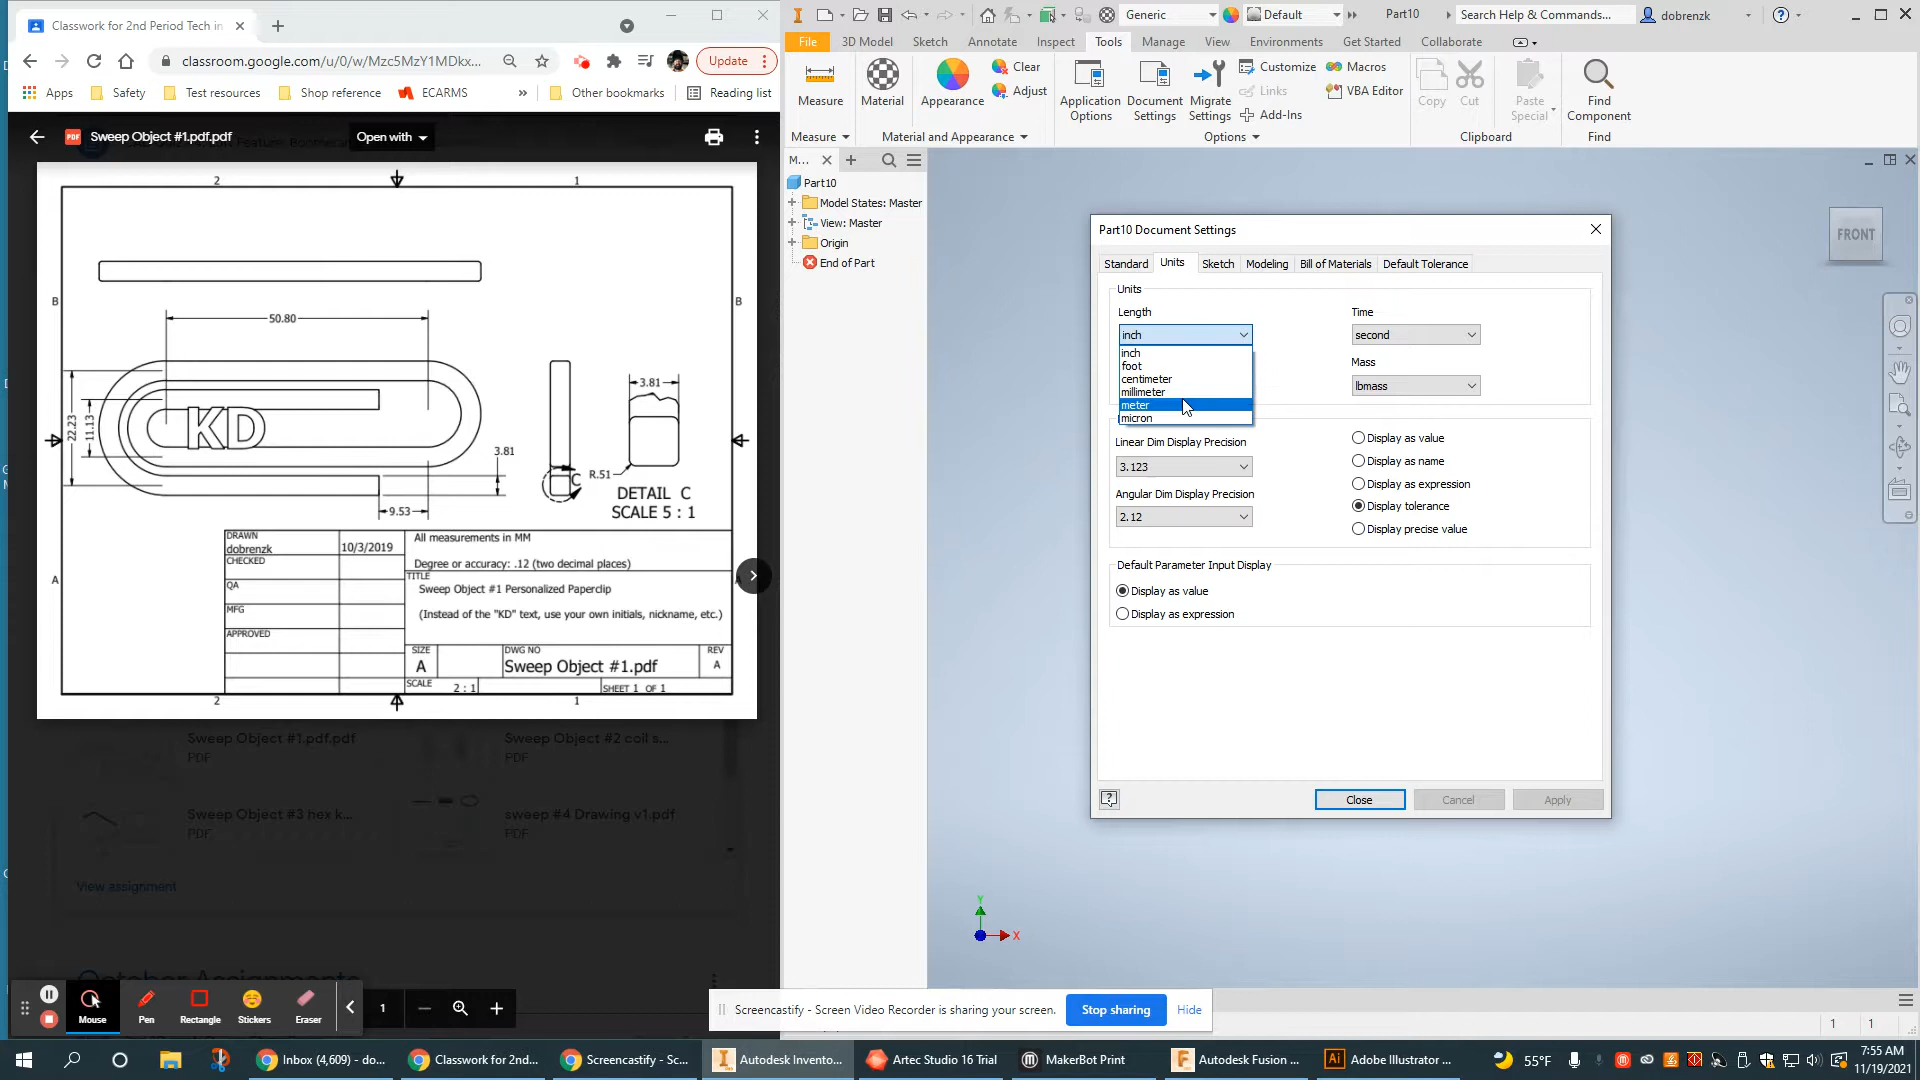 Classwork for 2nd Period Tech in
classroom.google.com/u/0/w/Mzc5MzY1MDkx...
Update
Apps
Safety
Test resources
Shop reference
ECARMS
»
Other bookmarks
Reading list
PDF
Sweep Object #1.pdf.pdf
Open with
2
1
B
B
50.80
22.23
11.13
KD
3.81
9.53
C
3.81
R.51
DETAIL C
SCALE 5 : 1
A
DRAWN
dobrenzk
10/3/2019
CHECKED
QA
MFG
APPROVED
All measurements in MM
Degree or accuracy: .12 (two decimal places)
TITLE
Sweep Object #1 Personalized Paperclip
(Instead of the "KD" text, use your own initials, nickname, etc.)
SIZE
A
DWG NO
Sweep Object #1.pdf
REV
A
SCALE
2 : 1
SHEET 1 OF 1
2
1
Sweep Object #1.pdf.pdf
PDF
Sweep Object #2 coil s...
PDF
Sweep Object #3 hex k...
PDF
sweep #4 Drawing v1.pdf
PDF
View assignment
October Assignments
Mouse
Pen
Rectangle
Stickers
Eraser
1
Generic
Default
Part10
Search Help & Commands...
dobrenzk
File
3D Model
Sketch
Annotate
Inspect
Tools
Manage
View
Environments
Get Started
Collaborate
Measure
Material
Appearance
Clear
Adjust
Application
Options
Document
Settings
Migrate
Settings
Customize
Links
Add-Ins
Macros
VBA Editor
Copy
Cut
Paste
Special
Find
Component
Measure
Material and Appearance
Options
Clipboard
Find
M...
Part10
Model States: Master
View: Master
Origin
End of Part
FRONT
Part10 Document Settings
Standard
Units
Sketch
Modeling
Bill of Materials
Default Tolerance
Units
Length
inch
inch
foot
centimeter
millimeter
meter
micron
Time
second
Mass
lbmass
Linear Dim Display Precision
3.123
Angular Dim Display Precision
2.12
Display as value
Display as name
Display as expression
Display tolerance
Display precise value
Default Parameter Input Display
Display as value
Display as expression
Close
Cancel
Apply
Y
X
Screencastify - Screen Video Recorder is sharing your screen.
Stop sharing
Hide
1
1
Inbox (4,609) - do...
Classwork for 2nd...
Screencastify - Sc...
Autodesk Invento...
Artec Studio 16 Trial
MakerBot Print
Autodesk Fusion ...
Adobe Illustrator ...
55°F
7:55 AM
11/19/2021